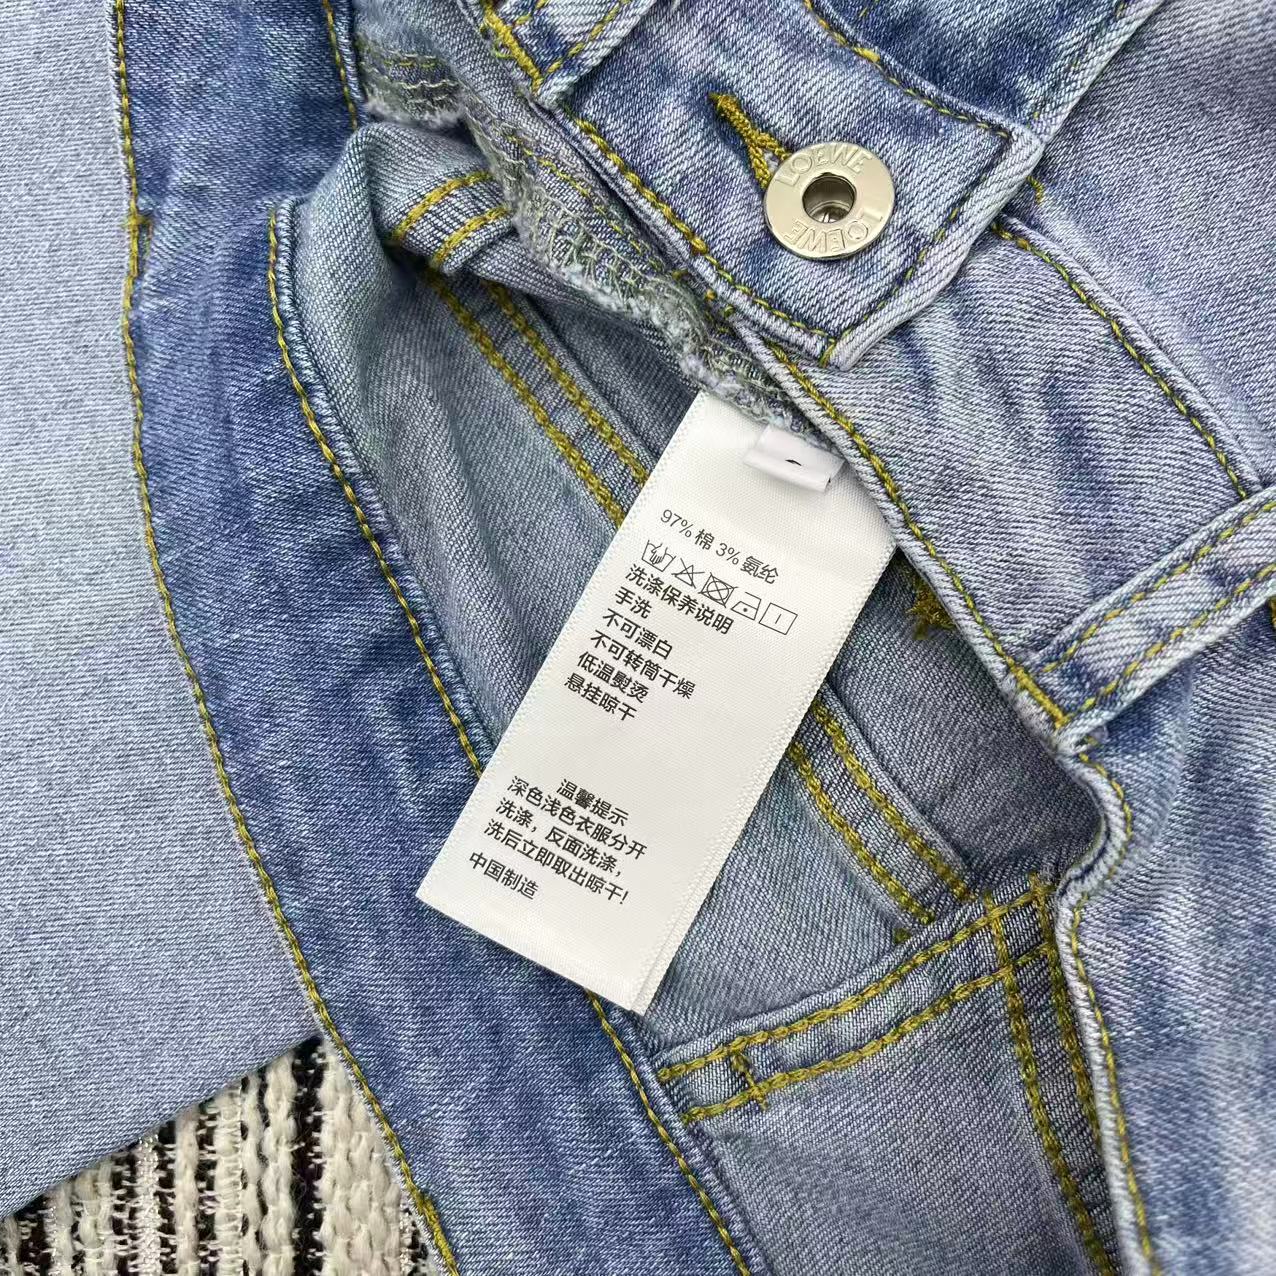 LOEWE
LOEWE
97% 棉 3% 氨纶
洗涤保养说明
手洗
不可漂白
不可转筒干燥
低温熨烫
悬挂晾干
温馨提示
深色浅色衣服分开
洗涤，反面洗涤，
洗后立即取出晾干!
中国制造